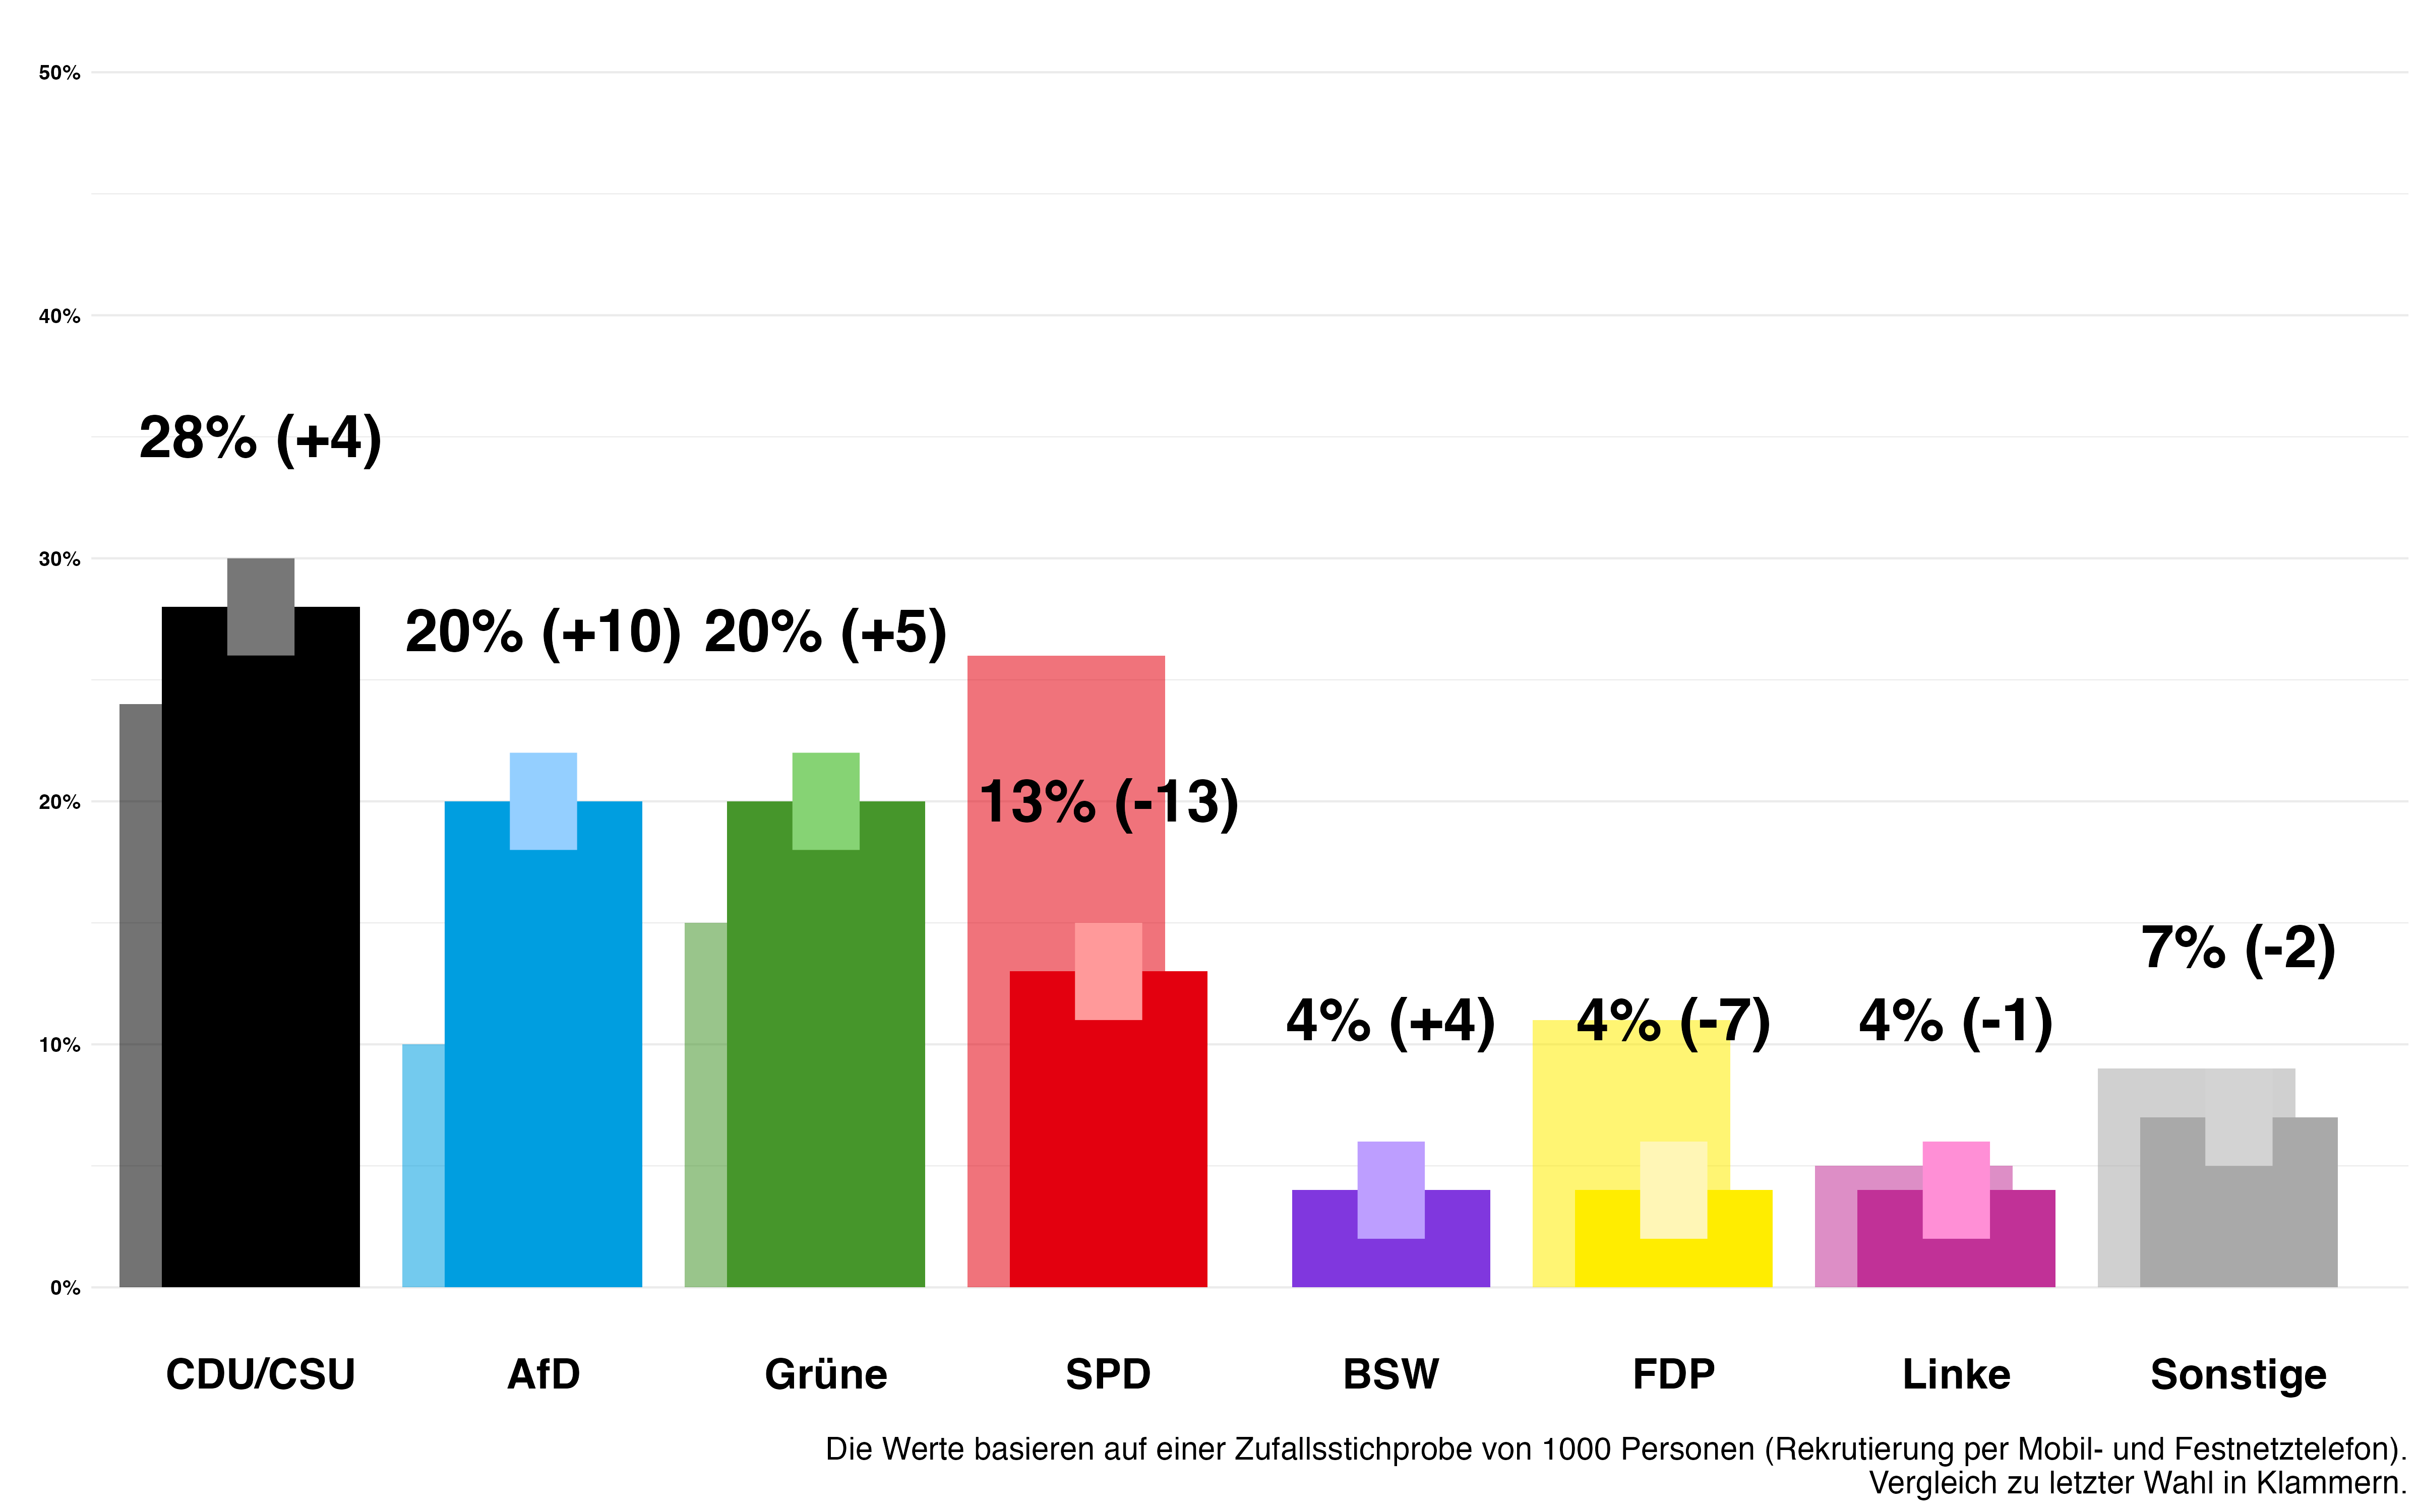 50%
40%
30%
20%
10%
0%
28% (+4)
20% (+10)
20% (+5)
13% (-13)
4% (+4)
4% (-7)
4% (-1)
7% (-2)
CDU/CSU
AfD
Grüne
SPD
BSW
FDP
Linke
Sonstige
Die Werte basieren auf einer Zufallsstichprobe von 1000 Personen (Rekrutierung per Mobil- und Festnetztelefon).
Vergleich zu letzter Wahl in Klammern.